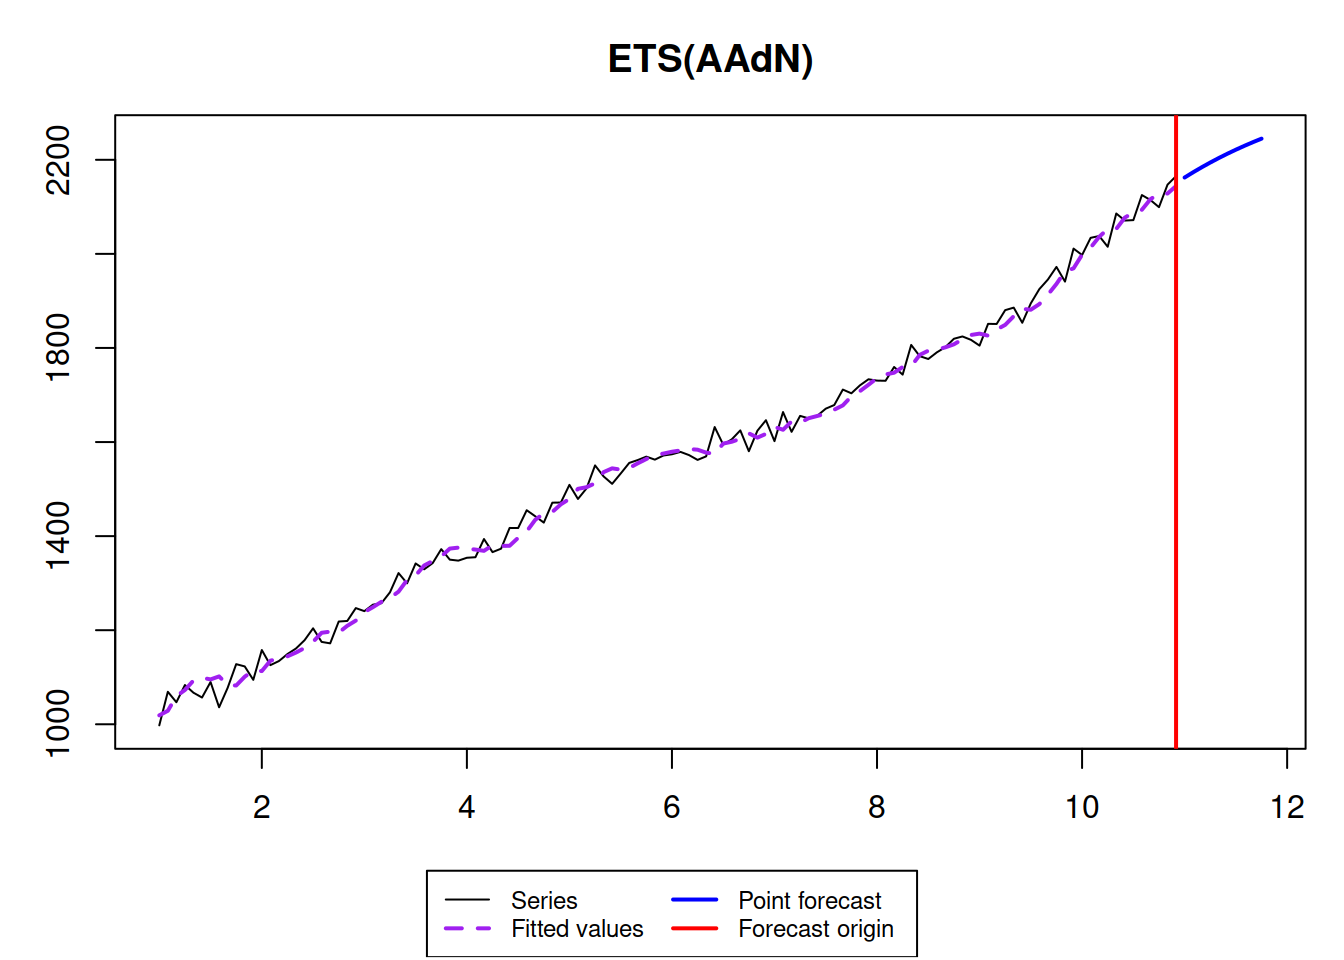 ETS(AAdN)
2200
1800
1400
1000
2 4 6 8 10 12
Series Point forecast
Fitted values Forecast origin